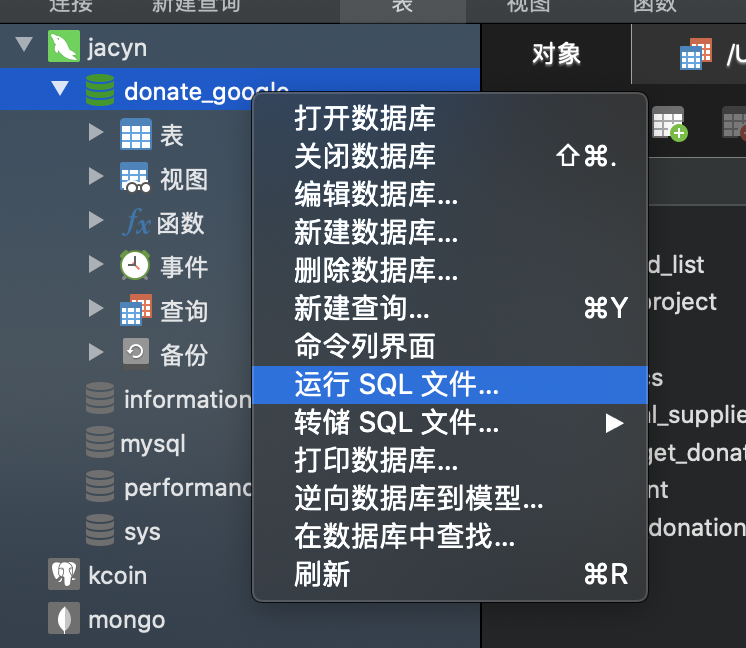 连接 新建查询 表 视图 函数
jacyn
对象
donate_google
表
视图
fx 函数
事件
查询
备份
information
mysql
performanc
sys
kcoin
mongo
打开数据库
关闭数据库 ⇧⌘.
编辑数据库...
新建数据库...
删除数据库...
新建查询... ⌘Y
命令列界面
运行 SQL 文件...
转储 SQL 文件... ▶
打印数据库...
逆向数据库到模型...
在数据库中查找...
刷新 ⌘R
d_list
project
cs
l_supplie
get_donat
nt
donation